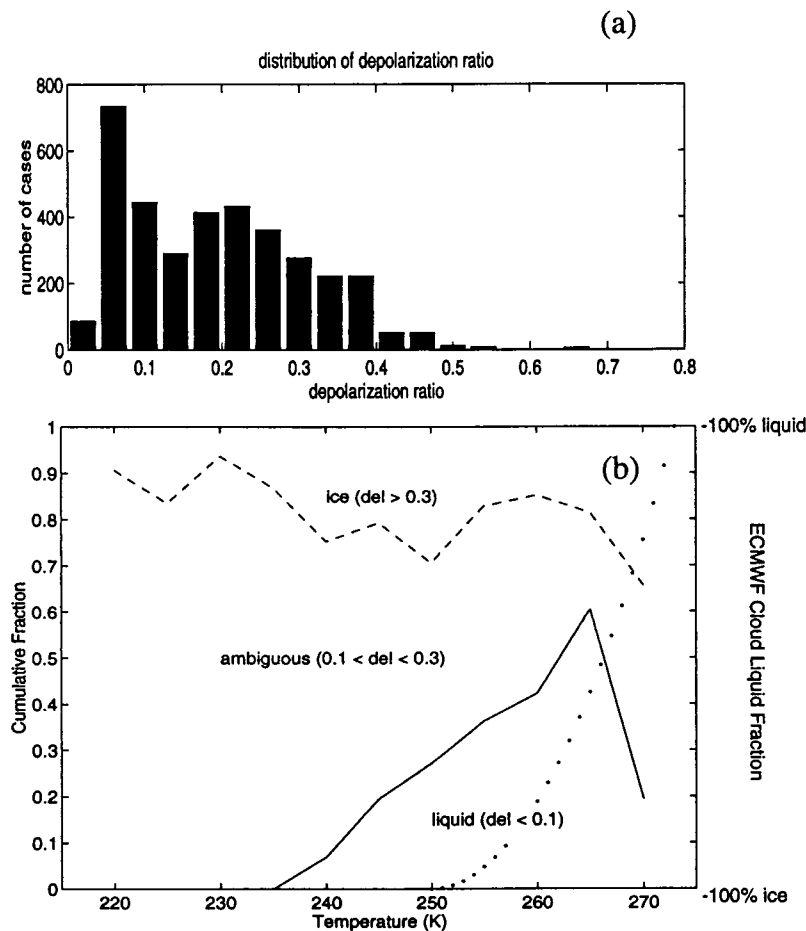 (a)
distribution of depolarization ratio
800
600
400
200
0
number of cases
0 0.1 0.2 0.3 0.4 0.5 0.6 0.7 0.8
depolarization ratio
(b)
1
0.9
0.8
0.7
0.6
0.5
0.4
0.3
0.2
0.1
0
Cumulative Fraction
ice (del > 0.3)
ambiguous (0.1 < del < 0.3)
liquid (del < 0.1)
-100% liquid
ECMWF Cloud Liquid Fraction
-100% ice
220 230 240 250 260 270
Temperature (K)